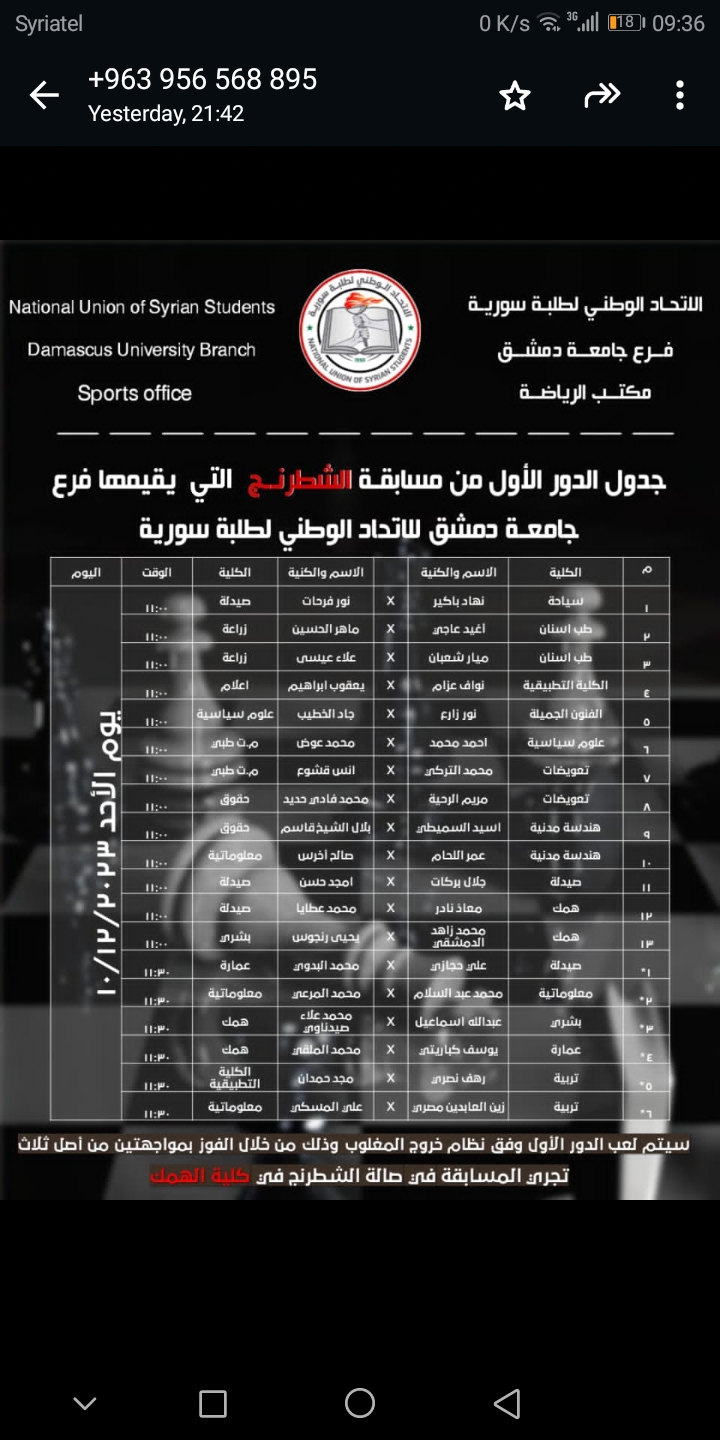 Syriatel 0 K/s 3G 18 09:36
+963 956 568 895
Yesterday, 21:42
National Union of Syrian Students
Damascus University Branch
Sports office
الاتحاد الوطني لطلبة سورية
NATIONAL UNION OF SYRIAN STUDENTS
الاتحاد الوطني لطلبة سورية
فرع جامعة دمشق
مكتب الرياضة
جدول الدور الأول من مسابقة الشطرنج التي يقيمها فرع
جامعة دمشق للاتحاد الوطني لطلبة سورية
م الكلية الاسم والكنية الاسم والكنية الكلية الوقت اليوم
١ سياحة نهاد باكير X نور فرحات صيدلة ١١:٠٠
٢ طب اسنان أغيد عاجي X ماهر الحسين زراعة ١١:٠٠
٣ طب اسنان ميار شعبان X علاء عيسى زراعة ١١:٠٠
٤ الكلية التطبيقية نواف عزام X يعقوب ابراهيم اعلام ١١:٠٠
٥ الفنون الجميلة نور زارع X جاد الخطيب علوم سياسية ١١:٠٠
٦ علوم سياسية احمد محمد X محمد عوض م.ت طبي ١١:٠٠
٧ تعويضات محمد التركي X انس قشوع م.ت طبي ١١:٠٠
٨ تعويضات مريم الرحية X محمد فادي حديد حقوق ١١:٠٠
٩ هندسة مدنية اسيد السميطي X بلال الشيخ قاسم حقوق ١١:٠٠
١٠ هندسة مدنية عمر اللحام X صالح أخرس معلوماتية ١١:٠٠
١١ صيدلة جلال بركات X امجد حسن صيدلة ١١:٠٠
١٢ همك معاذ نادر X محمد عطايا صيدلة ١١:٠٠
١٣ همك محمد زاهد الدمشقي X يحيى رنجوس بشري ١١:٠٠
١* صيدلة علي حجازي X محمد البدوي عمارة ١١:٣٠
٢* معلوماتية محمد عبد السلام X محمد المرعي معلوماتية ١١:٣٠
٣* بشري عبدالله اسماعيل X محمد علاء صيدناوي همك ١١:٣٠
٤* عمارة يوسف كباريتي X محمد الملقي همك ١١:٣٠
٥* تربية رهف نصري X مجد حمدان الكلية التطبيقية ١١:٣٠
٦* تربية زين العابدين مصري X علي المسكي معلوماتية ١١:٣٠
يوم الأحد ١٠/١٢/٢٠٢٣
سيتم لعب الدور الأول وفق نظام خروج المغلوب وذلك من خلال الفوز بمواجهتين من أصل ثلاث
تجري المسابقة في صالة الشطرنج في كلية الهمك